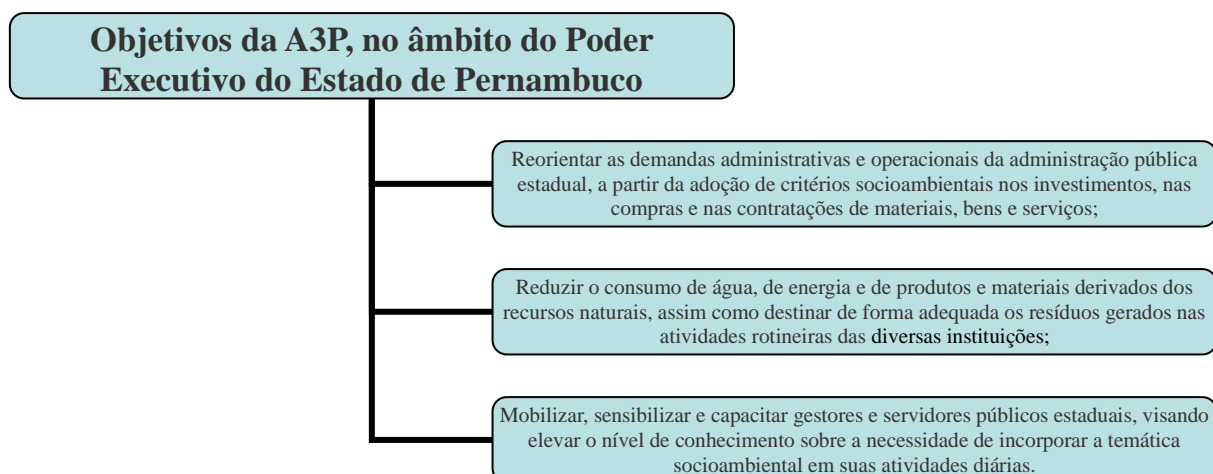 Objetivos da A3P, no âmbito do Poder
Executivo do Estado de Pernambuco
Reorientar as demandas administrativas e operacionais da administração pública
estadual, a partir da adoção de critérios socioambientais nos investimentos, nas
compras e nas contratações de materiais, bens e serviços;
Reduzir o consumo de água, de energia e de produtos e materiais derivados dos
recursos naturais, assim como destinar de forma adequada os resíduos gerados nas
atividades rotineiras das diversas instituições;
Mobilizar, sensibilizar e capacitar gestores e servidores públicos estaduais, visando
elevar o nível de conhecimento sobre a necessidade de incorporar a temática
socioambiental em suas atividades diárias.